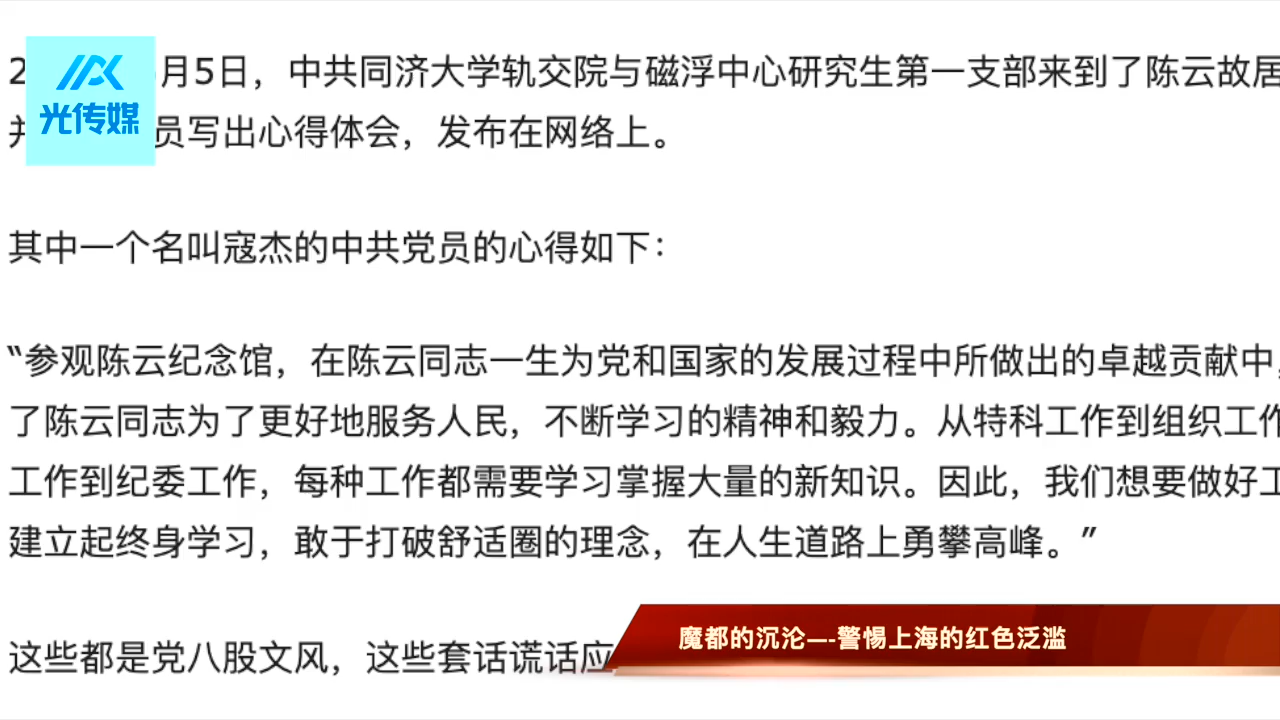 2
月5日，中共同济大学轨交院与磁浮中心研究生第一支部来到了陈云故居
光传媒
员写出心得体会，发布在网络上。
其中一个名叫寇杰的中共党员的心得如下：
“参观陈云纪念馆，在陈云同志一生为党和国家的发展过程中所做出的卓越贡献中，
了陈云同志为了更好地服务人民，不断学习的精神和毅力。从特科工作到组织工作
工作到纪委工作，每种工作都需要学习掌握大量的新知识。因此，我们想要做好工
建立起终身学习，敢于打破舒适圈的理念，在人生道路上勇攀高峰。”
魔都的沉沦—-警惕上海的红色泛滥
这些都是党八股文风，这些套话谎话应